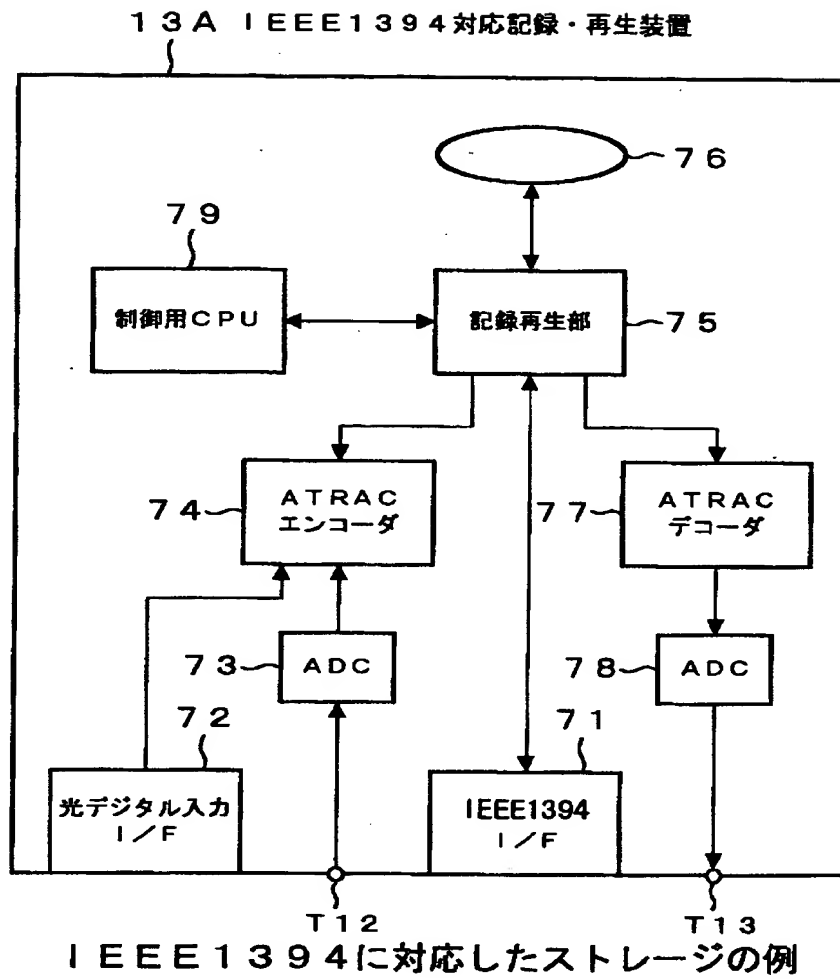 13A IEEE1394対応記録・再生装置
76
79
制御用CPU
記録再生部
75
74
ATRAC
エンコーダ
77
ATRAC
デコーダ
73
ADC
78
ADC
72
71
光デジタル入力
I/F
IEEE1394
I/F
T12
T13
IEEE1394に対応したストレージの例